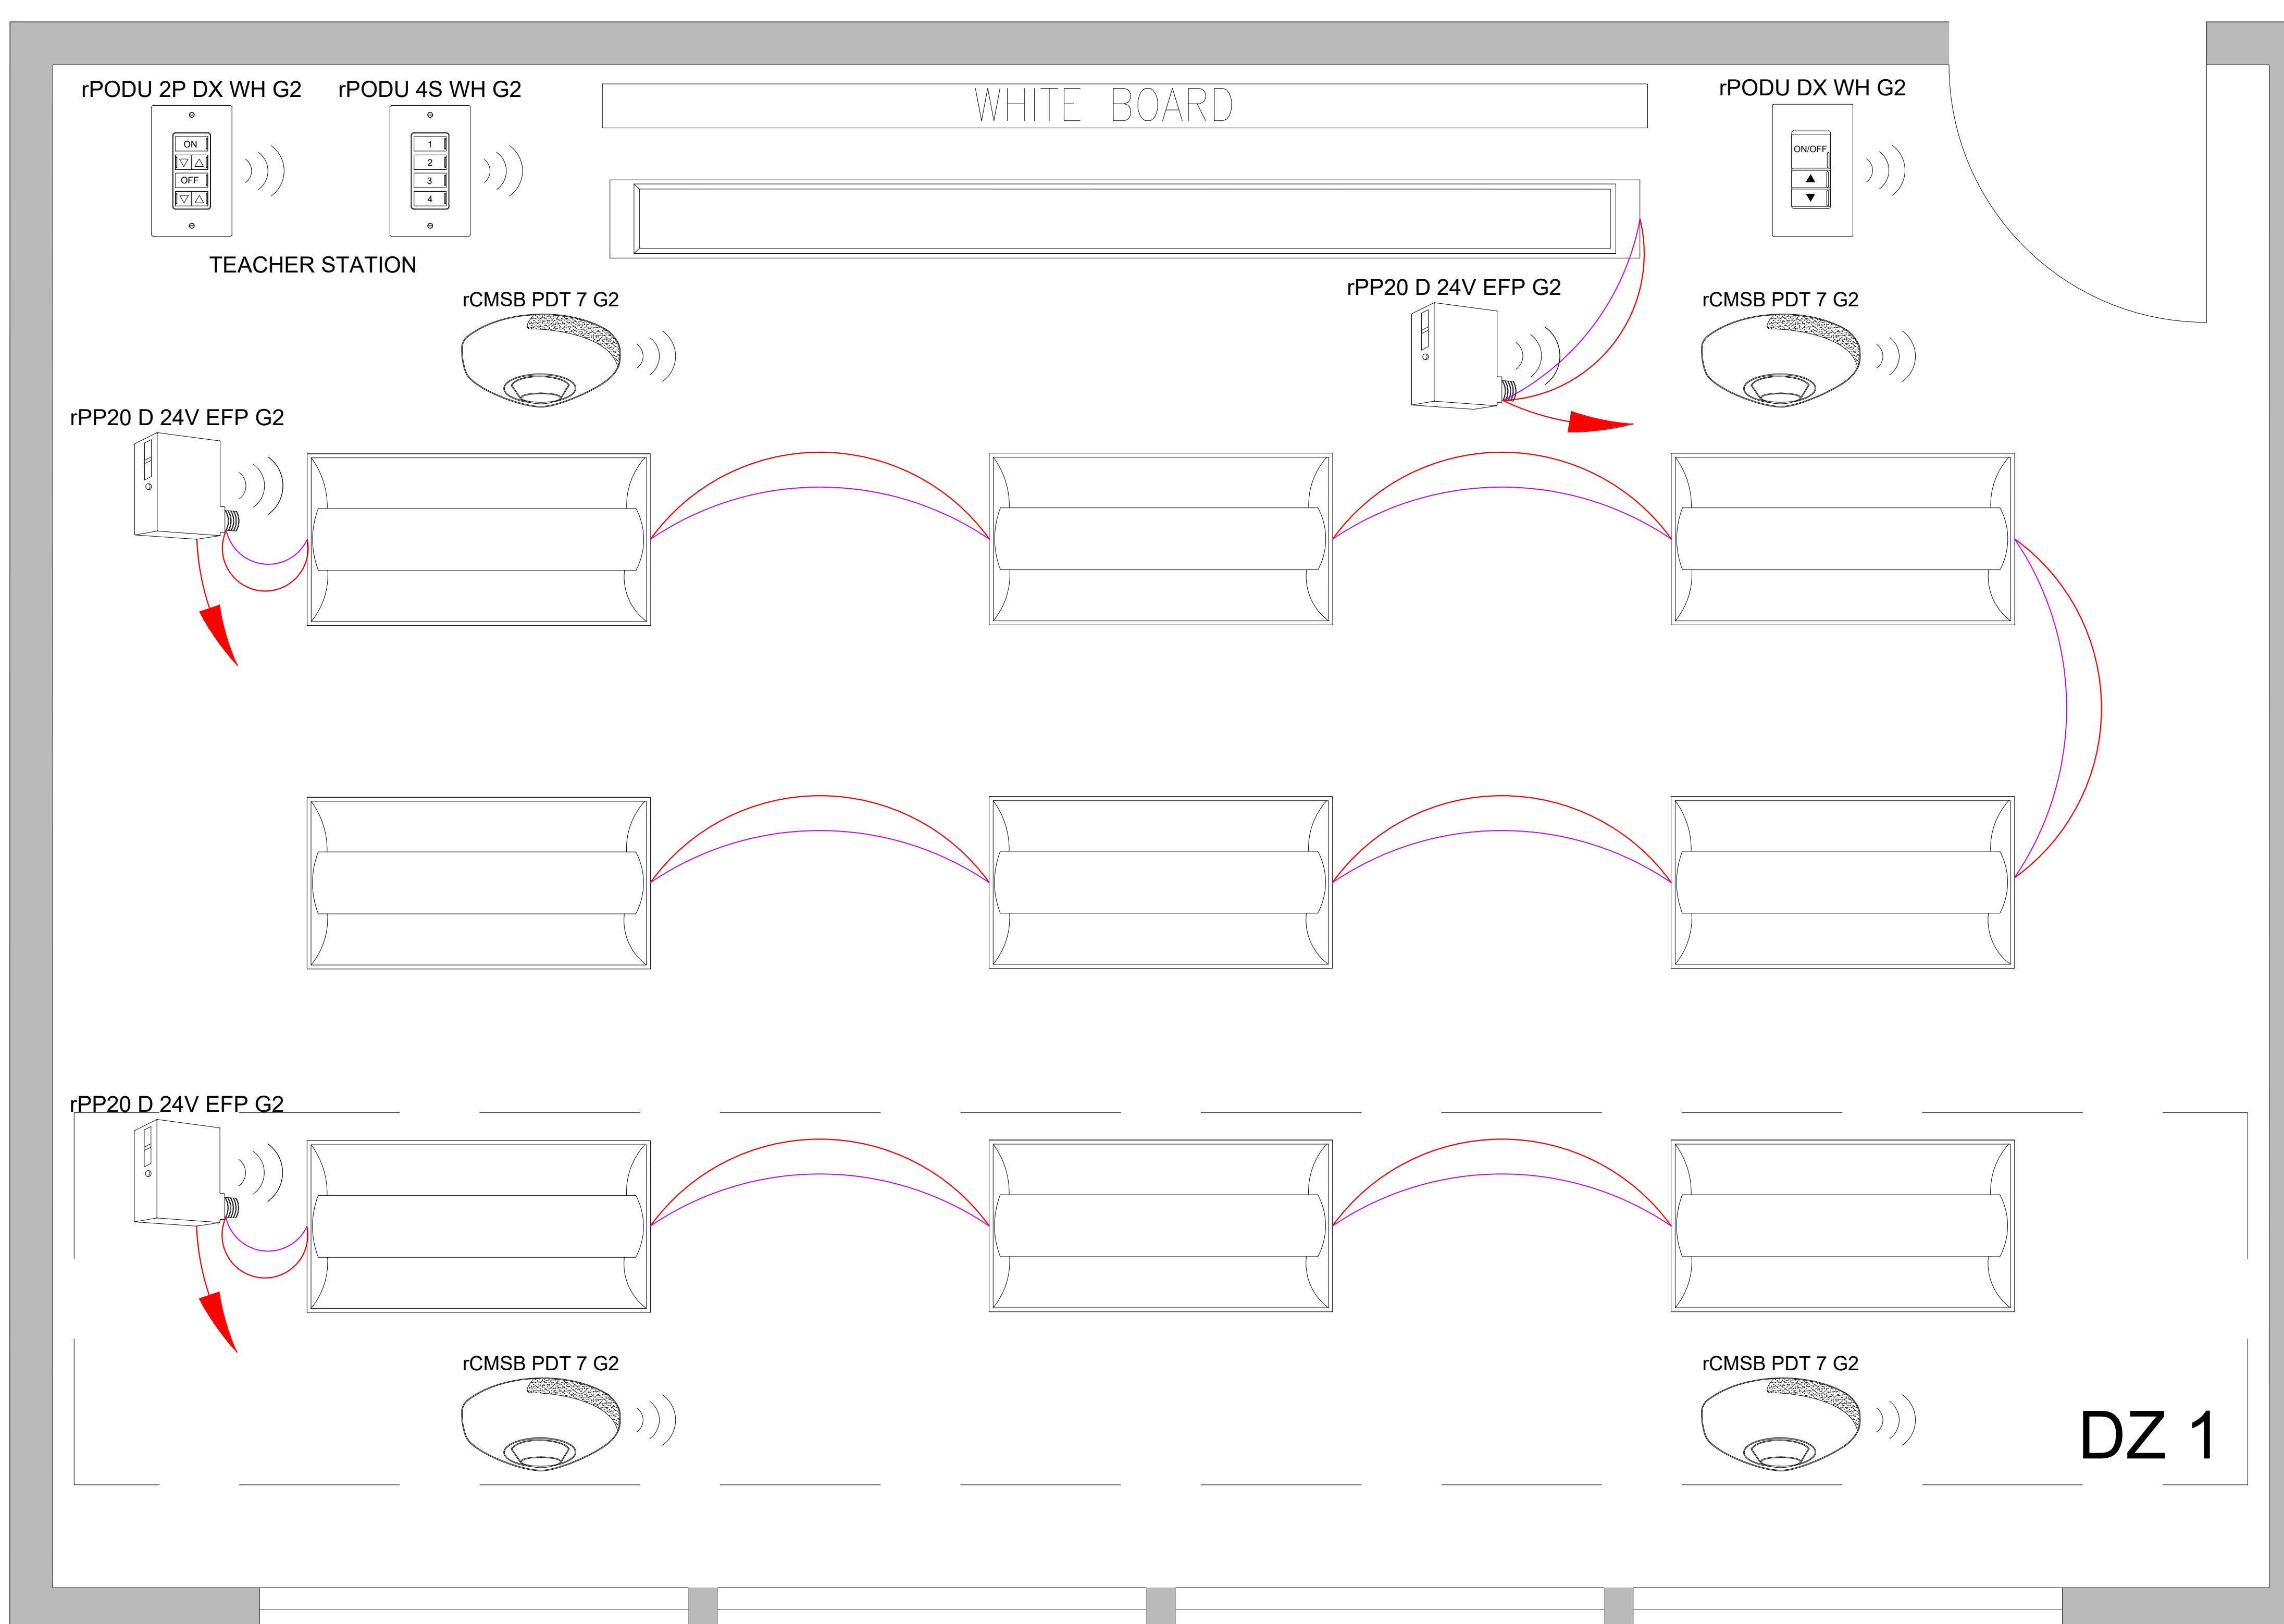 rPODU 2P DX WH G2
rPODU 4S WH G2
WHITE BOARD
rPODU DX WH G2
ON
OFF
1
2
3
4
ON/OFF
TEACHER STATION
rCMSB PDT 7 G2
rPP20 D 24V EFP G2
rCMSB PDT 7 G2
rPP20 D 24V EFP G2
rPP20 D 24V EFP G2
rCMSB PDT 7 G2
rCMSB PDT 7 G2
DZ 1